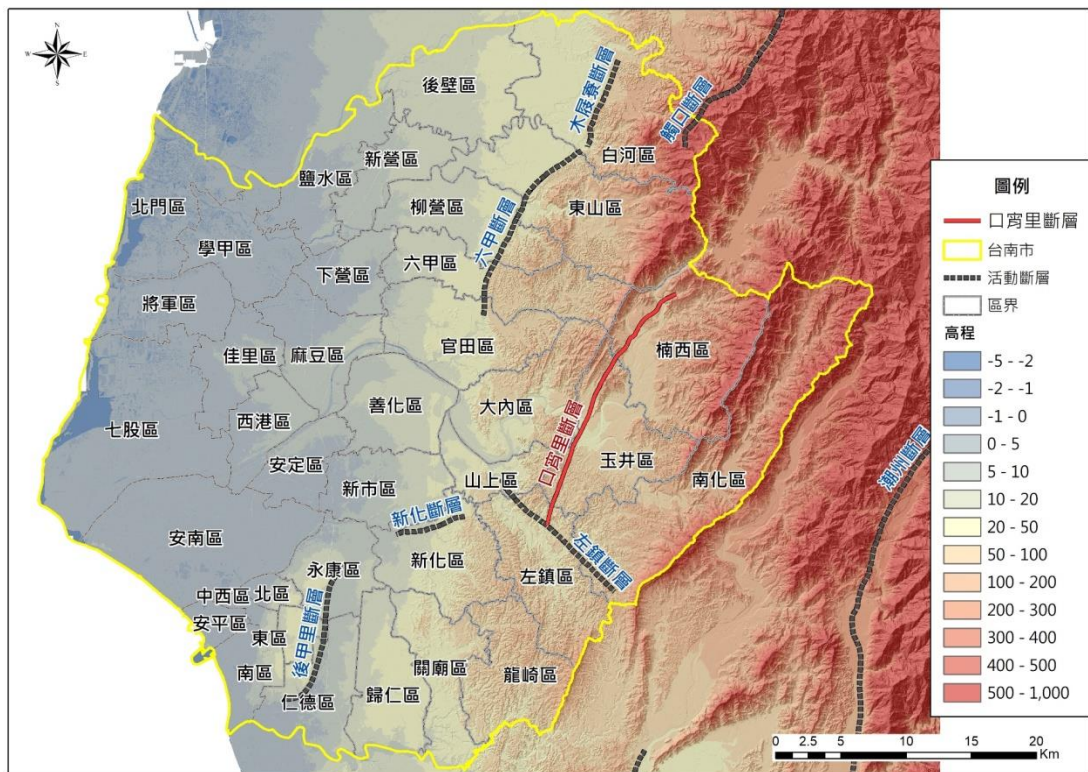 N
W
E
S
後壁區
木屐寮斷層
觸口斷層
白河區
新營區
鹽水區
北門區
柳營區
東山區
學甲區
六甲斷層
六甲區
下營區
將軍區
官田區
楠西區
佳里區
麻豆區
善化區
大內區
七股區
西港區
口宵里斷層
玉井區
安定區
山上區
南化區
新市區
潮州斷層
新化斷層
安南區
左鎮斷層
新化區
左鎮區
永康區
中西區
北區
安平區
後甲里斷層
東區
南區
關廟區
龍崎區
歸仁區
仁德區
圖例
口宵里斷層
台南市
活動斷層
區界
高程
-5 - -2
-2 - -1
-1 - 0
0 - 5
5 - 10
10 - 20
20 - 50
50 - 100
100 - 200
200 - 300
300 - 400
400 - 500
500 - 1,000
0 2.5 5 10 15 20
Km